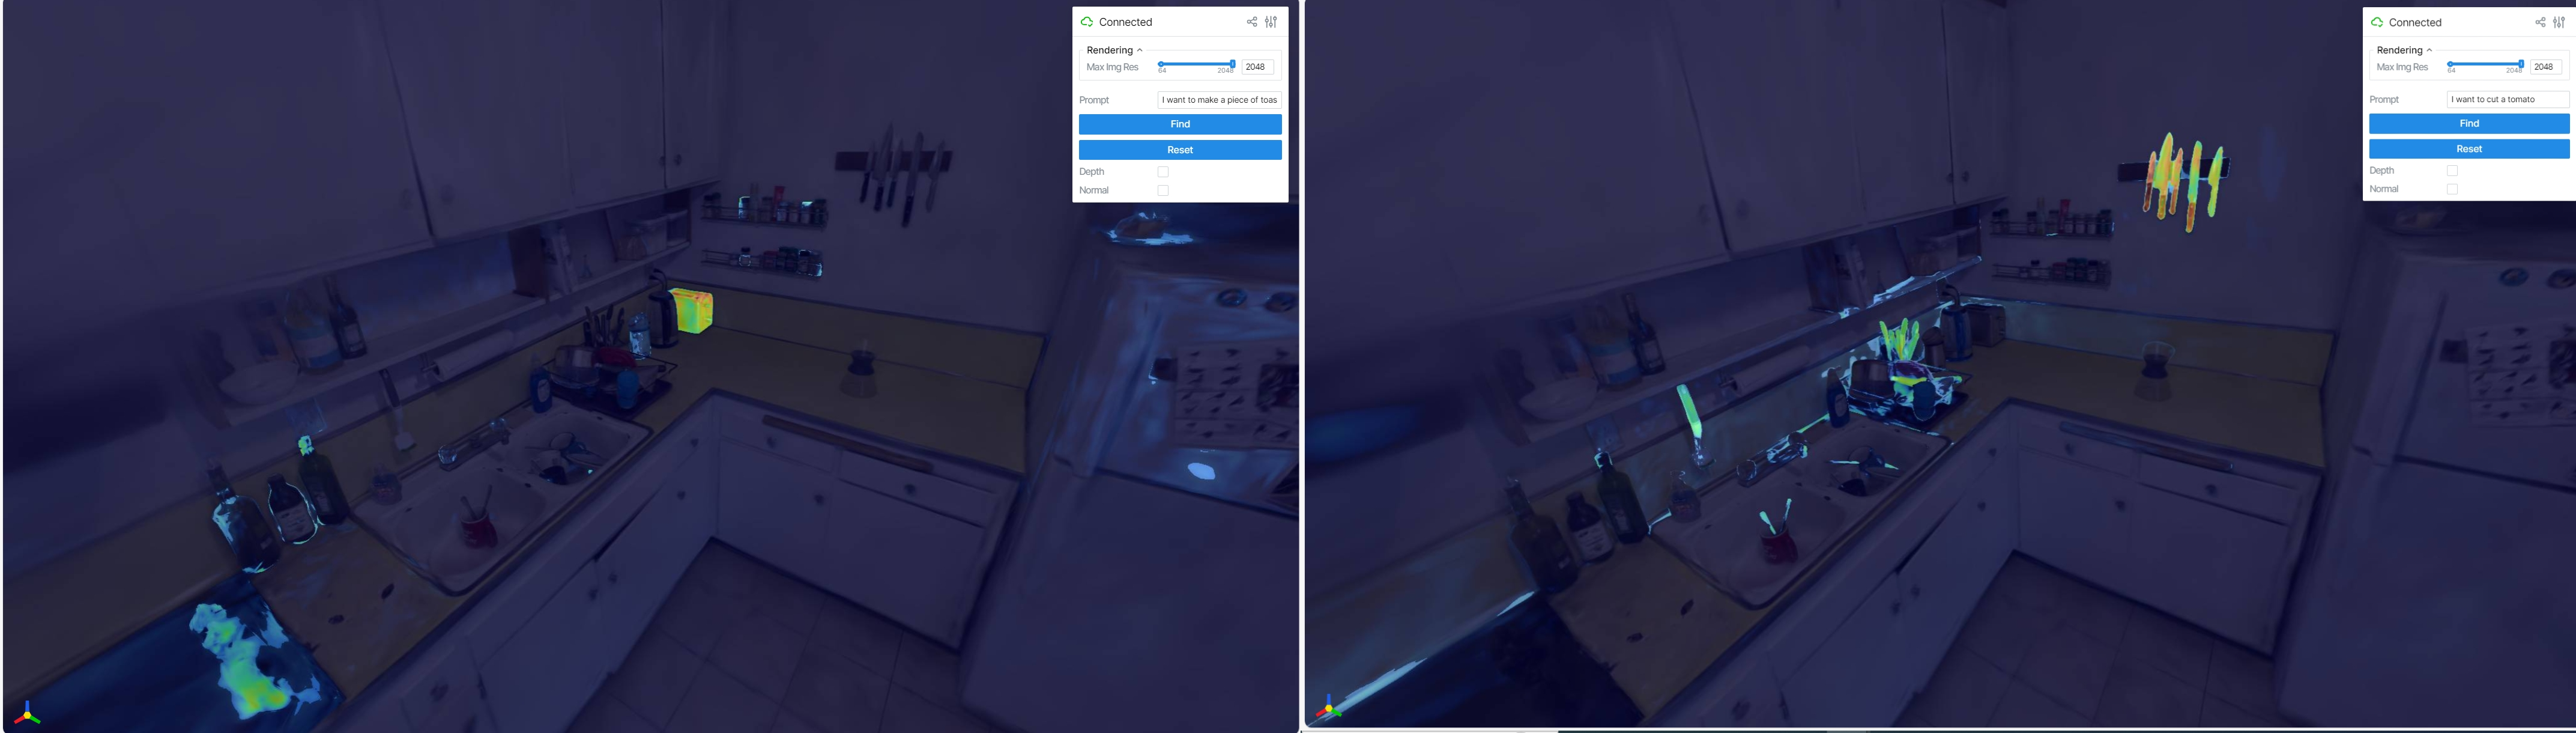 Connected
Rendering
Max Img Res
64
2048
2048
Prompt
I want to make a piece of toas
Find
Reset
Depth
Normal
Connected
Rendering
Max Img Res
64
2048
2048
Prompt
I want to cut a tomato
Find
Reset
Depth
Normal